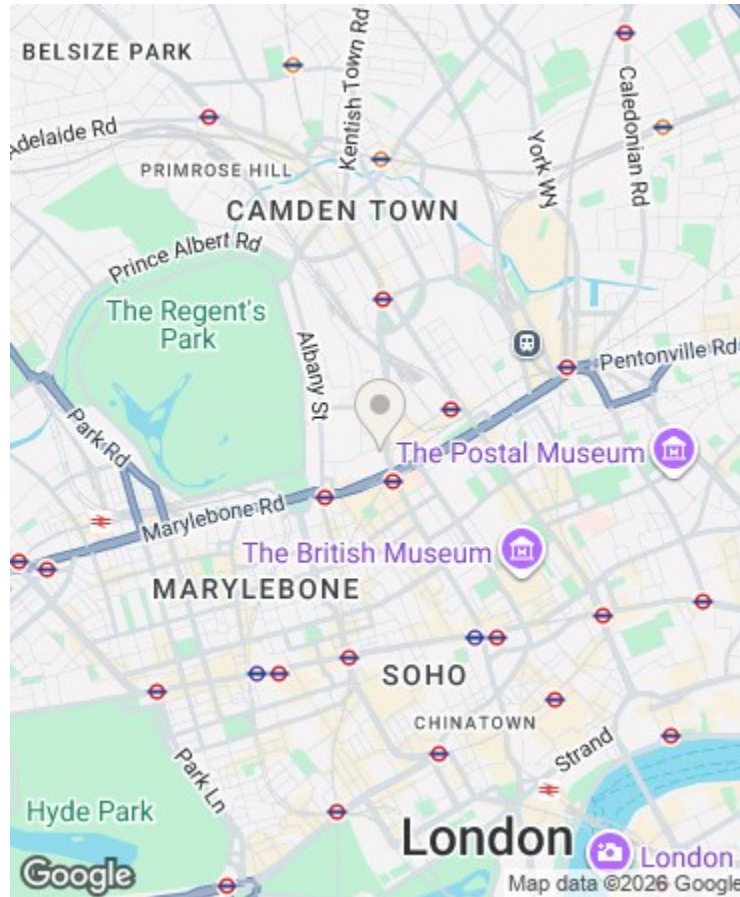 BELSIZE PARK
Kentish Town Rd
Caledonian Rd
Adelaide Rd
York Wy
PRIMROSE HILL
CAMDEN TOWN
Prince Albert Rd
The Regent's
Park
Albany St
Pentonville Rd
Park Rd
The Postal Museum
Marylebone Rd
The British Museum
MARYLEBONE
SOHO
CHINATOWN
Strand
Park Ln
Hyde Park
London
London
Google
Map data ©2026 Google